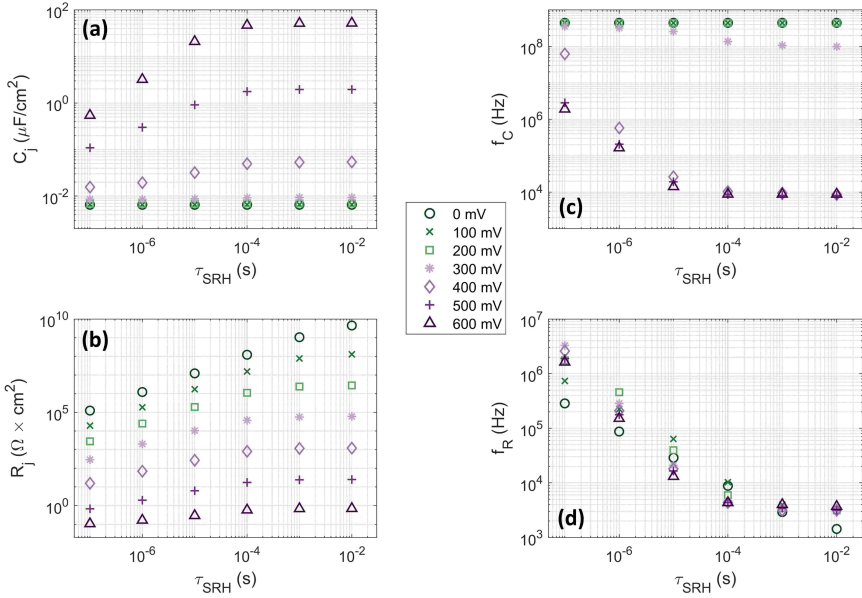 (a)
10^2
10^0
10^-2
C_j (μF/cm^2)
10^-6
10^-4
10^-2
τ_SRH (s)
(b)
10^10
10^5
10^0
R_j (Ω × cm^2)
10^-6
10^-4
10^-2
τ_SRH (s)
0 mV
100 mV
200 mV
300 mV
400 mV
500 mV
600 mV
(c)
10^8
10^6
10^4
f_C (Hz)
10^-6
10^-4
10^-2
τ_SRH (s)
(d)
10^7
10^6
10^5
10^4
10^3
f_R (Hz)
10^-6
10^-4
10^-2
τ_SRH (s)